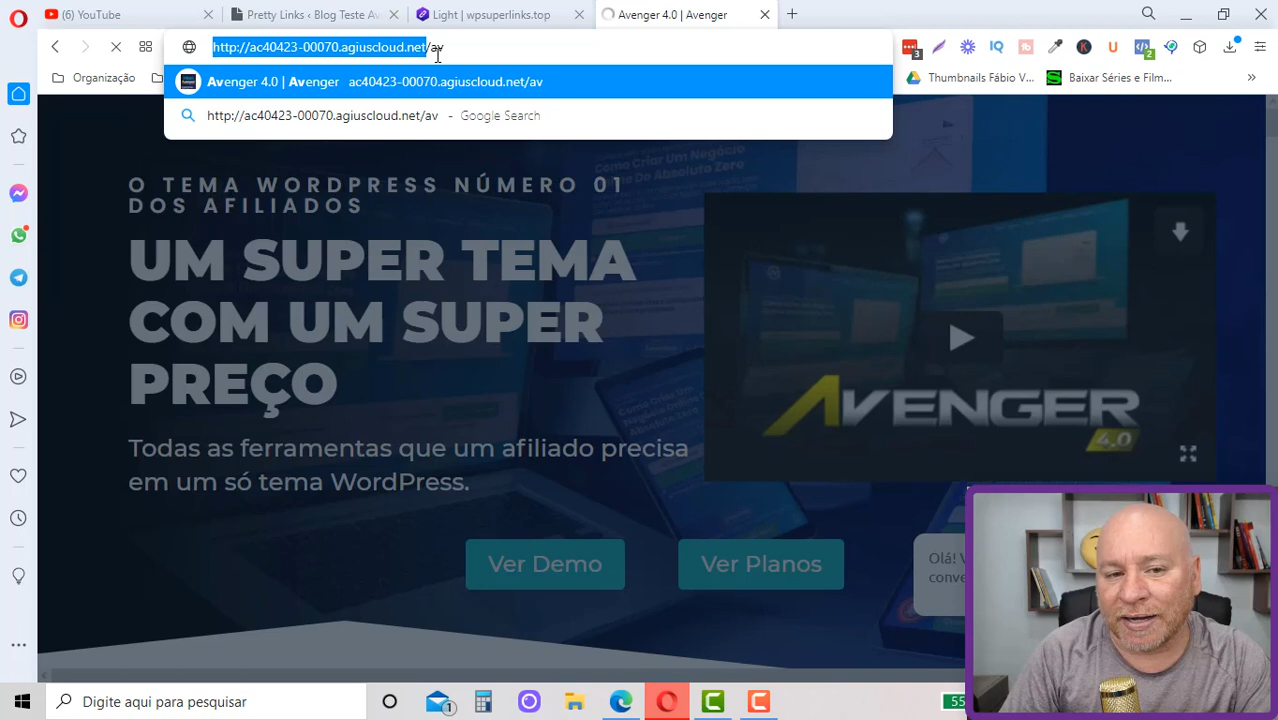 (6) YouTube
Pretty Links ‹ Blog Teste Av
Light | wpsuperlinks.top
Avenger 4.0 | Avenger
http://ac40423-00070.agiuscloud.net/av
Organização
Thumbnails Fábio V...
Baixar Séries e Film...
Avenger 4.0 | Avenger ac40423-00070.agiuscloud.net/av
http://ac40423-00070.agiuscloud.net/av - Google Search
O TEMA WORDPRESS NÚMERO 01
DOS AFILIADOS
UM SUPER TEMA
COM UM SUPER
PREÇO
Todas as ferramentas que um afiliado precisa
em um só tema WordPress.
AVENGER
4.0
Ver Demo
Ver Planos
Digite aqui para pesquisar
1
55